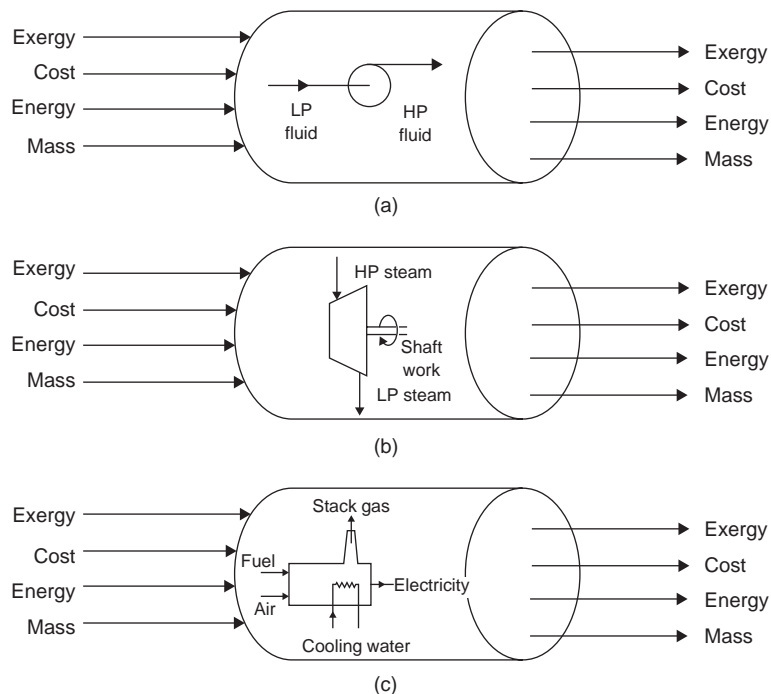 Exergy
Cost
Energy
Mass
LP
fluid
HP
fluid
Exergy
Cost
Energy
Mass
(a)
Exergy
Cost
Energy
Mass
HP steam
Shaft
work
LP steam
Exergy
Cost
Energy
Mass
(b)
Exergy
Cost
Energy
Mass
Stack gas
Fuel
Air
Electricity
Cooling water
Exergy
Cost
Energy
Mass
(c)